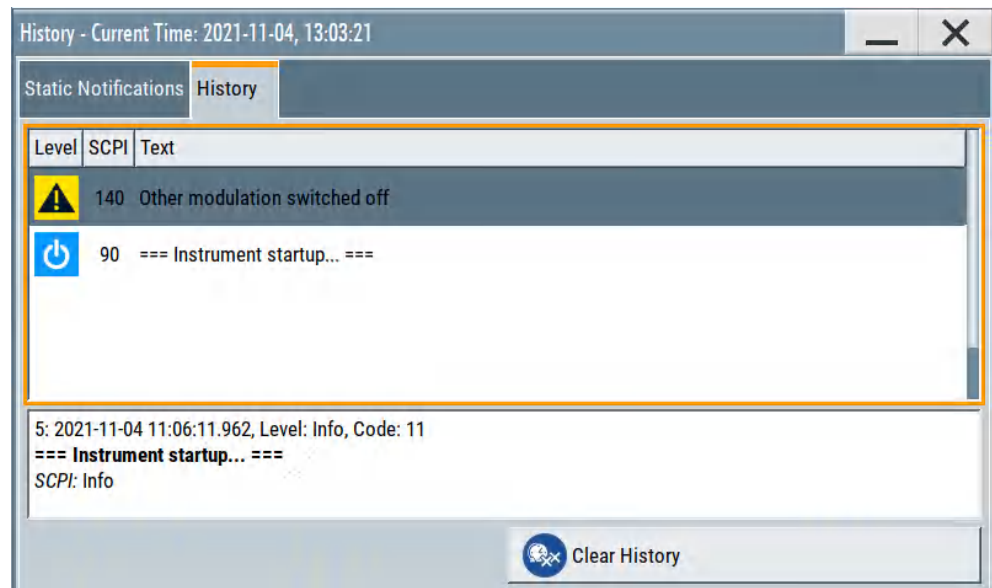 History - Current Time: 2021-11-04, 13:03:21
Static Notifications History
Level SCPI Text
140 Other modulation switched off
90 === Instrument startup... ===
5: 2021-11-04 11:06:11.962, Level: Info, Code: 11
=== Instrument startup... ===
SCPI: Info
Clear History